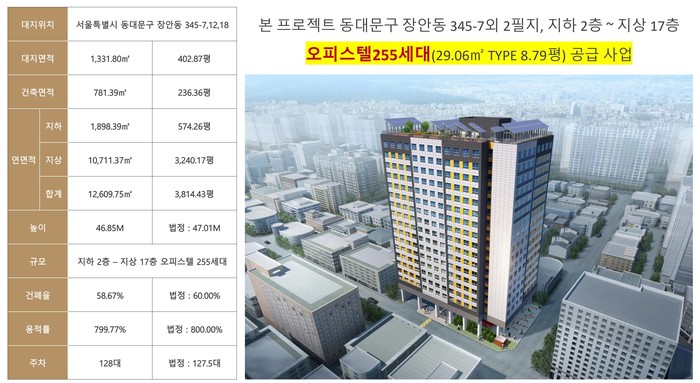 대지위치 서울특별시 동대문구 장안동 345-7,12,18
대지면적 1,331.80㎡ 402.87평
건축면적 781.39㎡ 236.36평
연면적 지하 1,898.39㎡ 574.26평
지상 10,711.37㎡ 3,240.17평
합계 12,609.75㎡ 3,814.43평
높이 46.85M 법정 : 47.01M
규모 지하 2층 – 지상 17층 오피스텔 255세대
건폐율 58.67% 법정 : 60.00%
용적률 799.77% 법정 : 800.00%
주차 128대 법정 : 127.5대
본 프로젝트 동대문구 장안동 345-7외 2필지, 지하 2층 ~ 지상 17층
오피스텔255세대(29.06㎡ TYPE 8.79평) 공급 사업